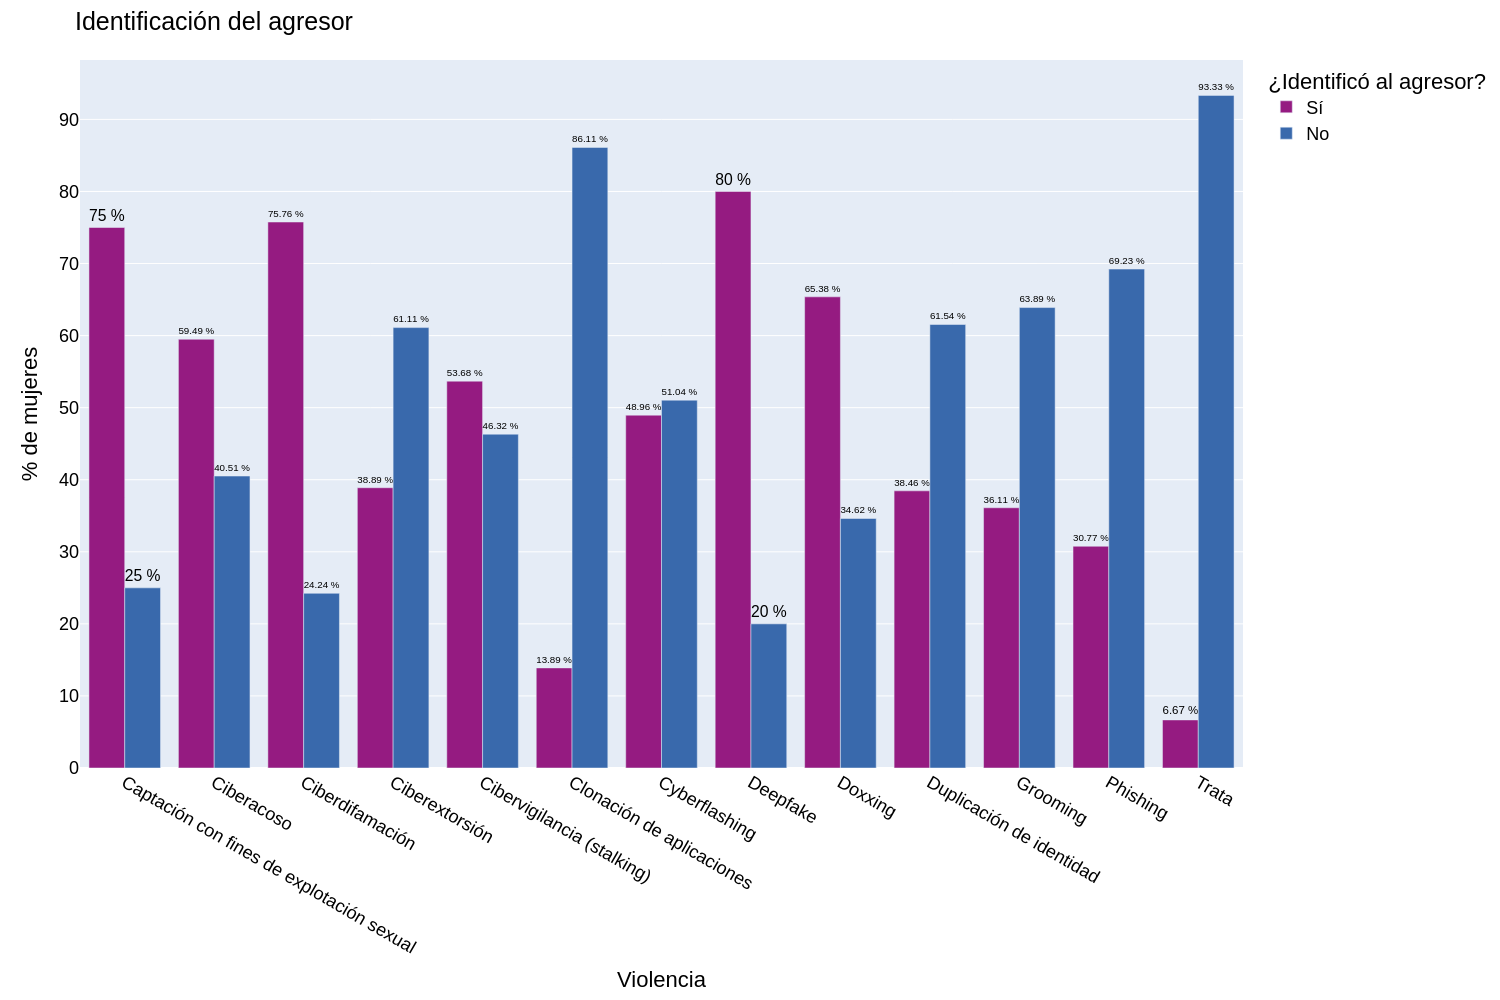 Identificación del agresor
¿Identificó al agresor?
Sí
No
% de mujeres
90
80
70
60
50
40
30
20
10
0
75 %
25 %
59.49 %
40.51 %
75.76 %
24.24 %
38.89 %
61.11 %
53.68 %
46.32 %
13.89 %
86.11 %
48.96 %
51.04 %
80 %
20 %
65.38 %
34.62 %
38.46 %
61.54 %
36.11 %
63.89 %
30.77 %
69.23 %
6.67 %
93.33 %
Captación con fines de explotación sexual
Ciberacoso
Ciberdifamación
Ciberextorsión
Cibervigilancia (stalking)
Clonación de aplicaciones
Cyberflashing
Deepfake
Doxxing
Duplicación de identidad
Grooming
Phishing
Trata
Violencia